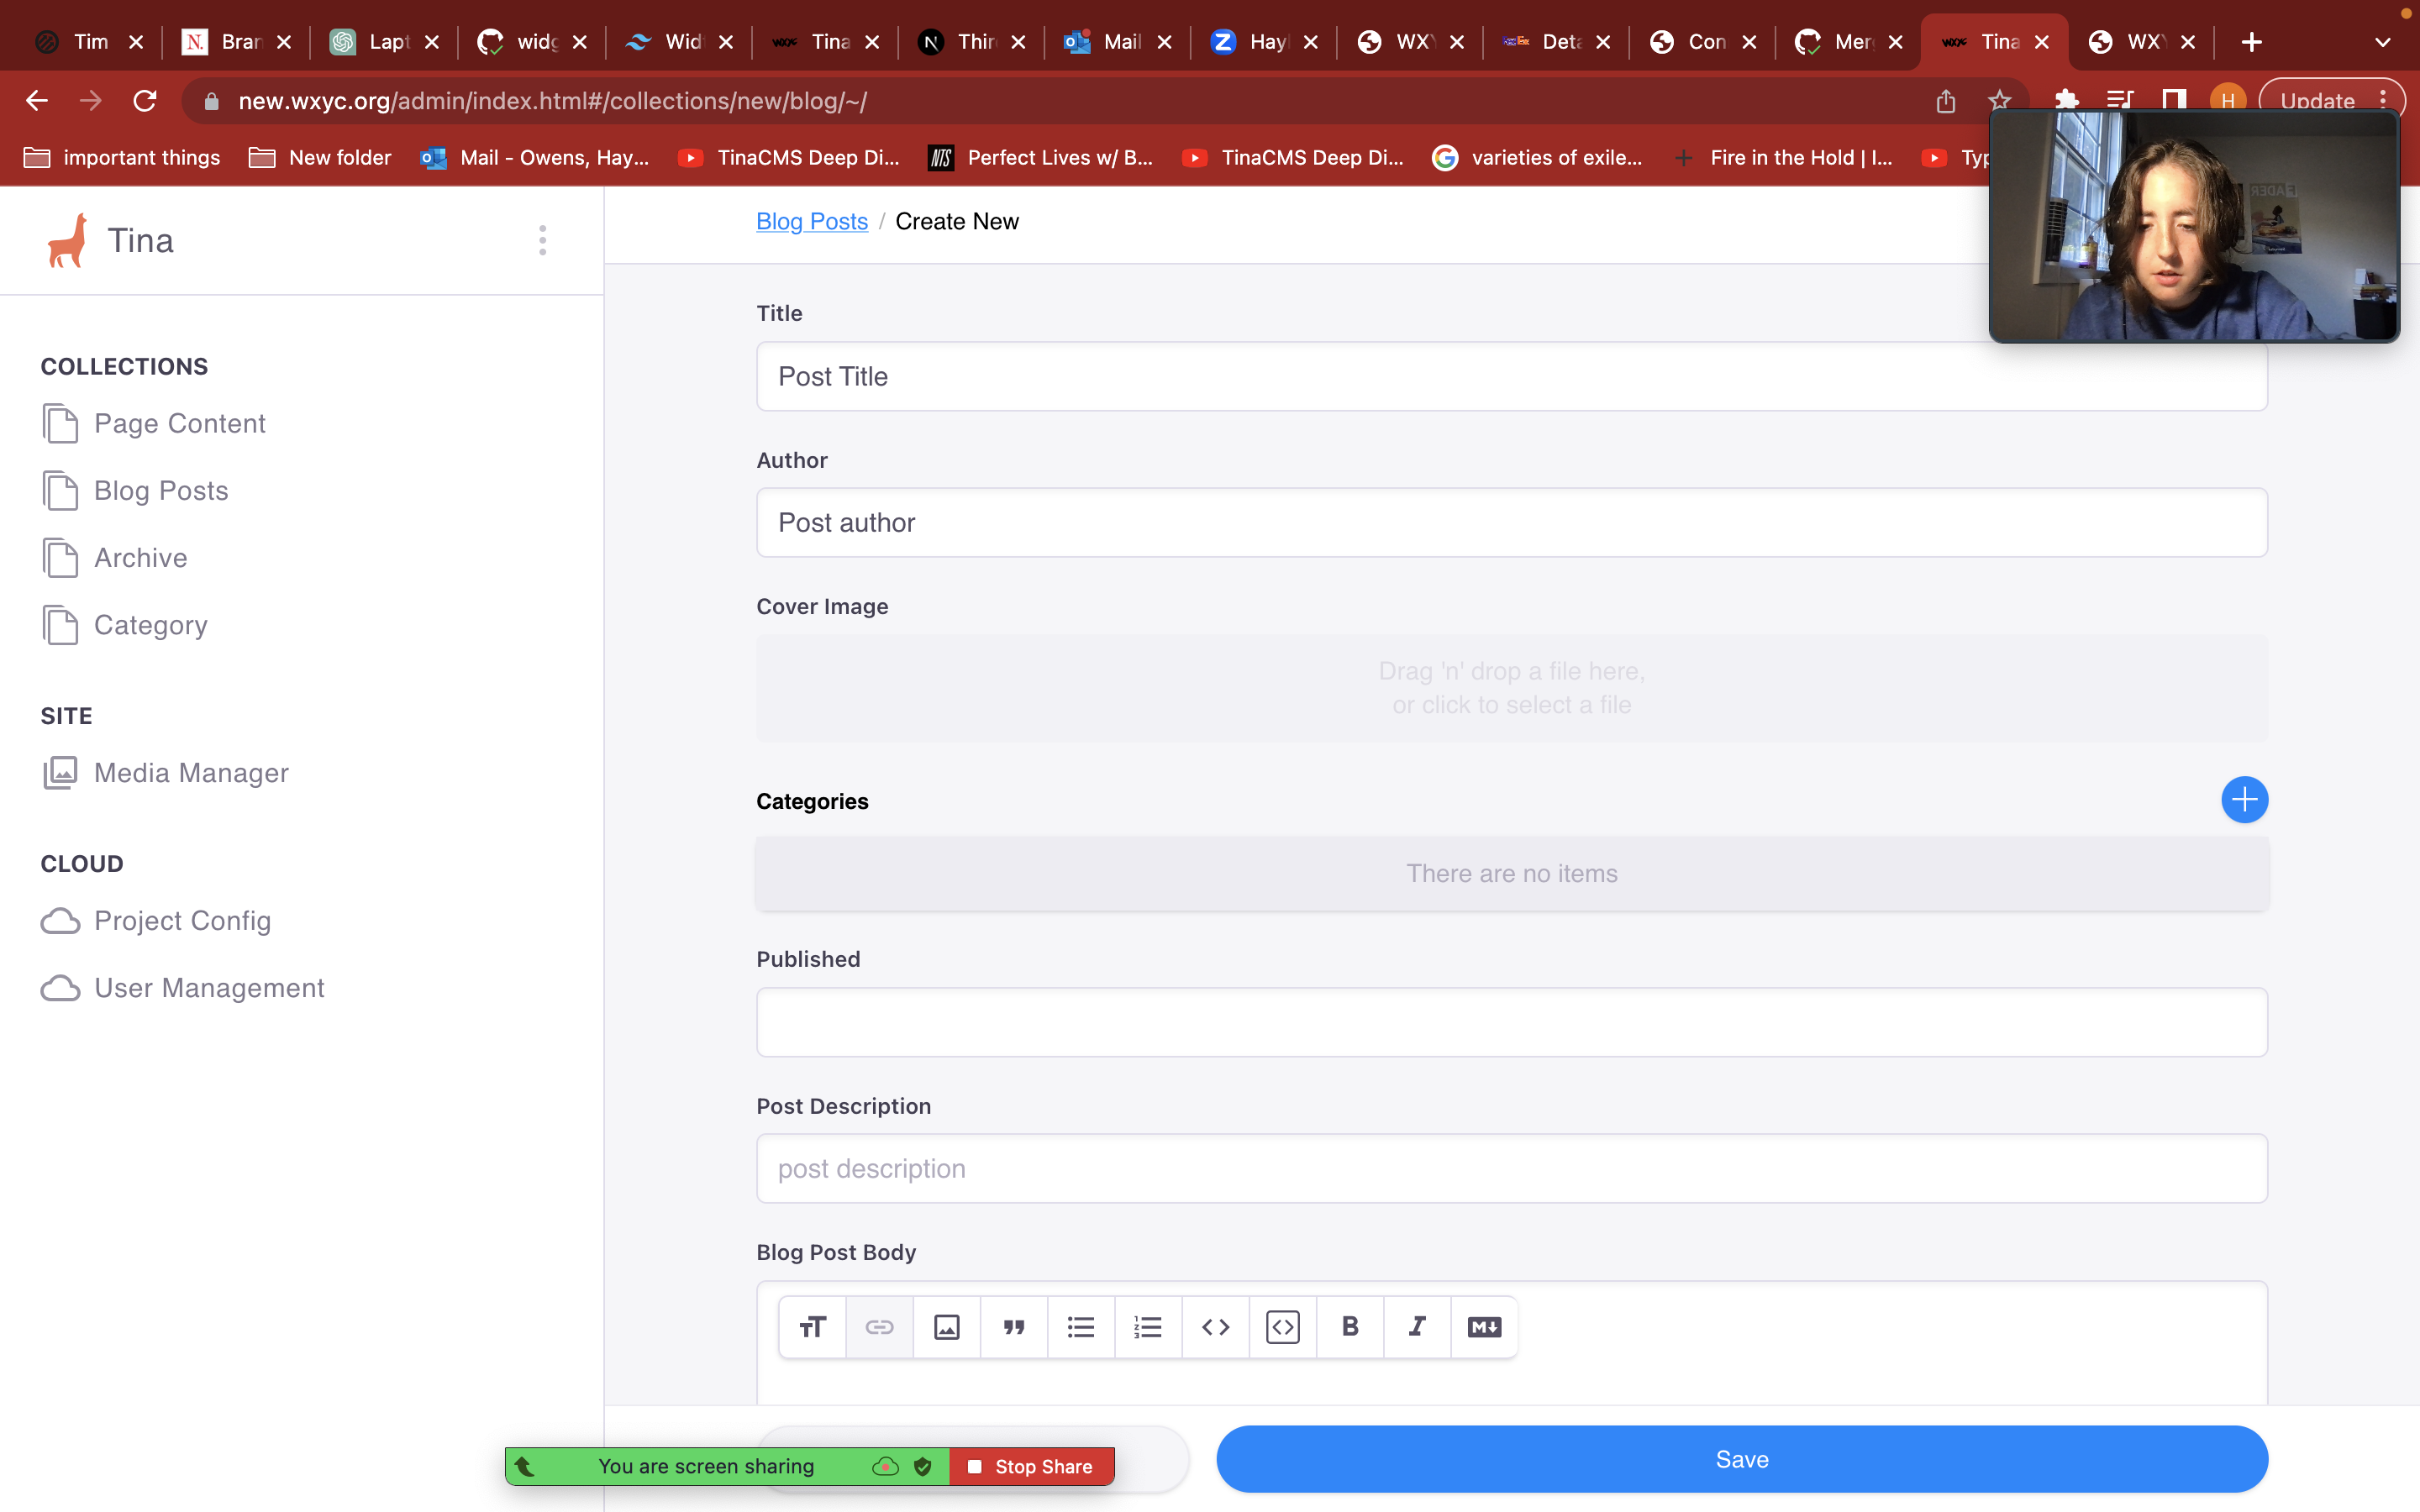 Tim
Bran
Lapt
widg
Wid
Tina
Thir
Mail
Hayl
WXY
Deta
Con
Mer
Tina
WXY
new.wxyc.org/admin/index.html#/collections/new/blog/~/
H
Update
important things
New folder
Mail - Owens, Hay...
TinaCMS Deep Di...
NTS
Perfect Lives w/ B...
TinaCMS Deep Di...
varieties of exile...
Fire in the Hold | I...
Typ
Tina
Blog Posts / Create New
COLLECTIONS
Page Content
Blog Posts
Archive
Category
SITE
Media Manager
CLOUD
Project Config
User Management
Title
Post Title
Author
Post author
Cover Image
Drag 'n' drop a file here,
or click to select a file
Categories
There are no items
Published
Post Description
post description
Blog Post Body
Save
You are screen sharing
Stop Share